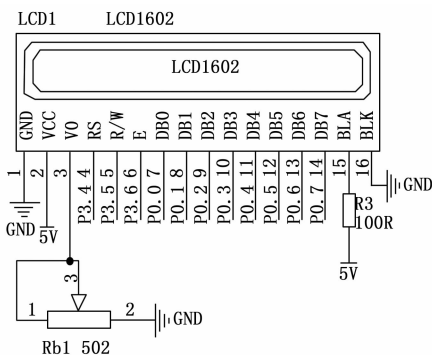 LCD1 LCD1602
LCD1602
GND VCC VO RS R/W E DB0 DB1 DB2 DB3 DB4 DB5 DB6 DB7 BLA BLK
1 2 3 4 5 6 7 8 9 10 11 12 13 14 15 16
P3.4 P3.5 P3.6 P0.0 P0.1 P0.2 P0.3 P0.4 P0.5 P0.6 P0.7
GND
R3
100R
GND
5V
5V
3
1 2
GND
Rb1 502